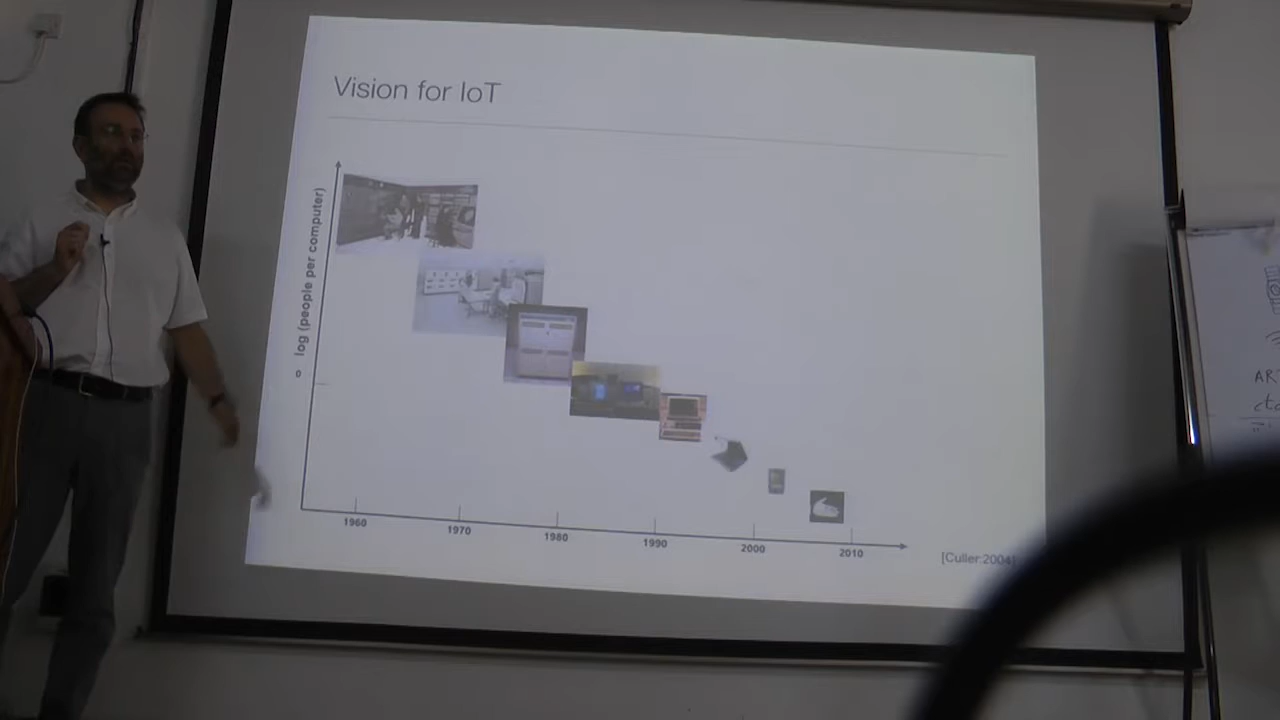 Vision for IoT
log (people per computer)
0
1960
1970
1980
1990
2000
2010
[Culler:2004]
AR